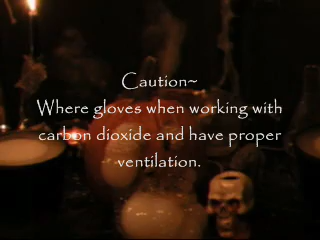 Caution~
Where gloves when working with
carbon dioxide and have proper
ventilation.